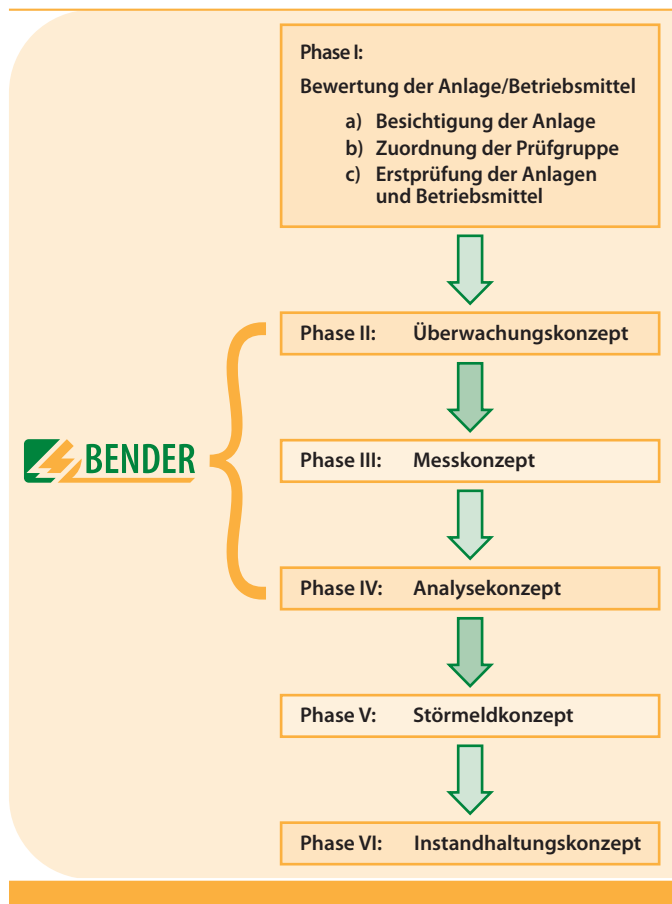 Phase I:
Bewertung der Anlage/Betriebsmittel
a) Besichtigung der Anlage
b) Zuordnung der Prüfgruppe
c) Erstprüfung der Anlagen
und Betriebsmittel
Phase II: Überwachungskonzept
BENDER
Phase III: Messkonzept
Phase IV: Analysekonzept
Phase V: Störmeldkonzept
Phase VI: Instandhaltungskonzept